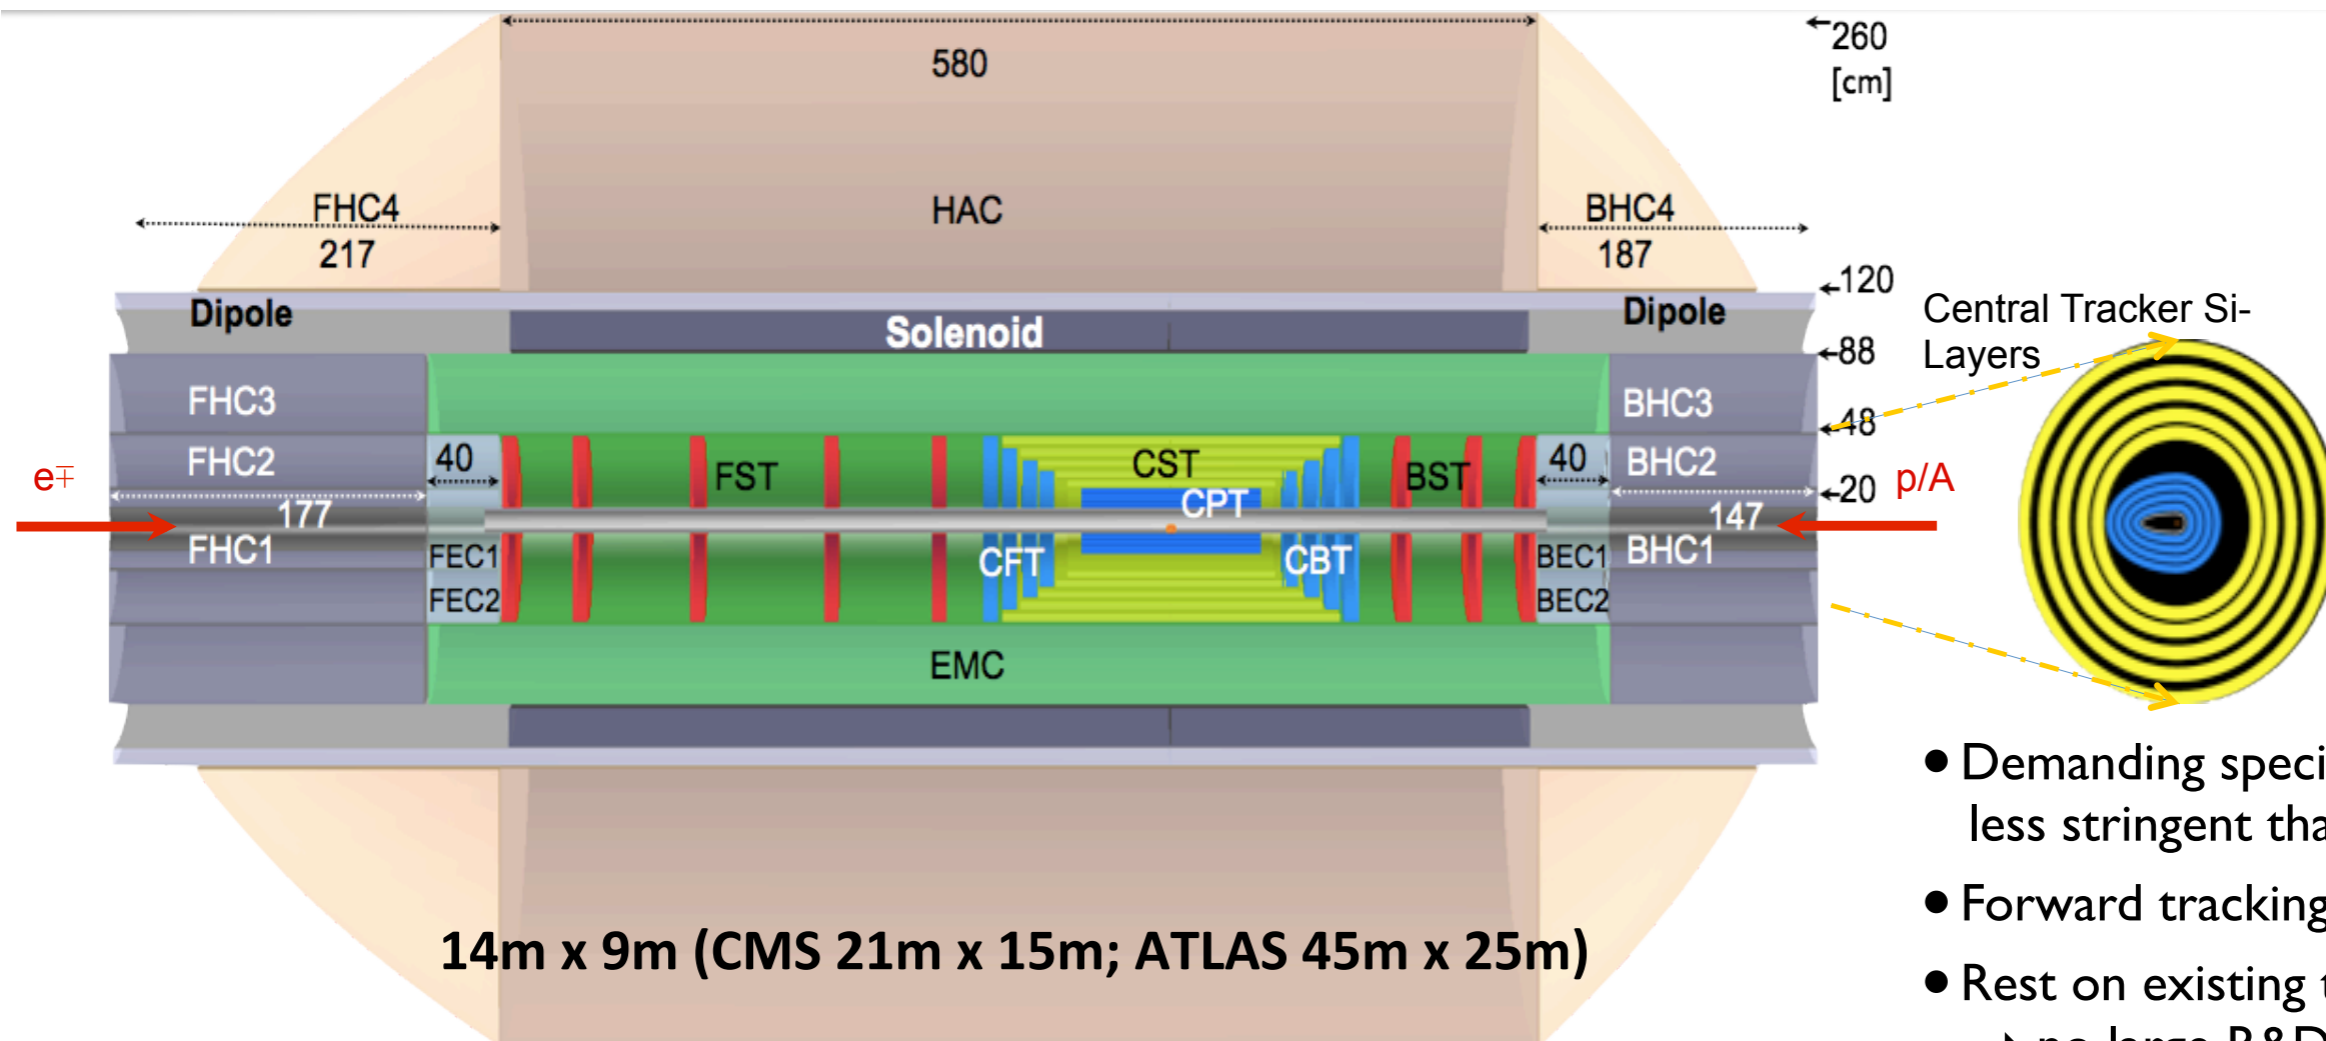 580
←260
[cm]
FHC4
217
HAC
BHC4
187
←120
Dipole
Solenoid
Dipole
Central Tracker Si-
Layers
←88
FHC3
BHC3
←48
FHC2
40
FST
CST
BST
40
BHC2
←20
e∓
p/A
177
CPT
147
FHC1
FEC1
CFT
CBT
BEC1
BHC1
FEC2
BEC2
EMC
14m x 9m (CMS 21m x 15m; ATLAS 45m x 25m)
• Demanding speci
less stringent tha
• Forward tracking
• Rest on existing
no large R&D